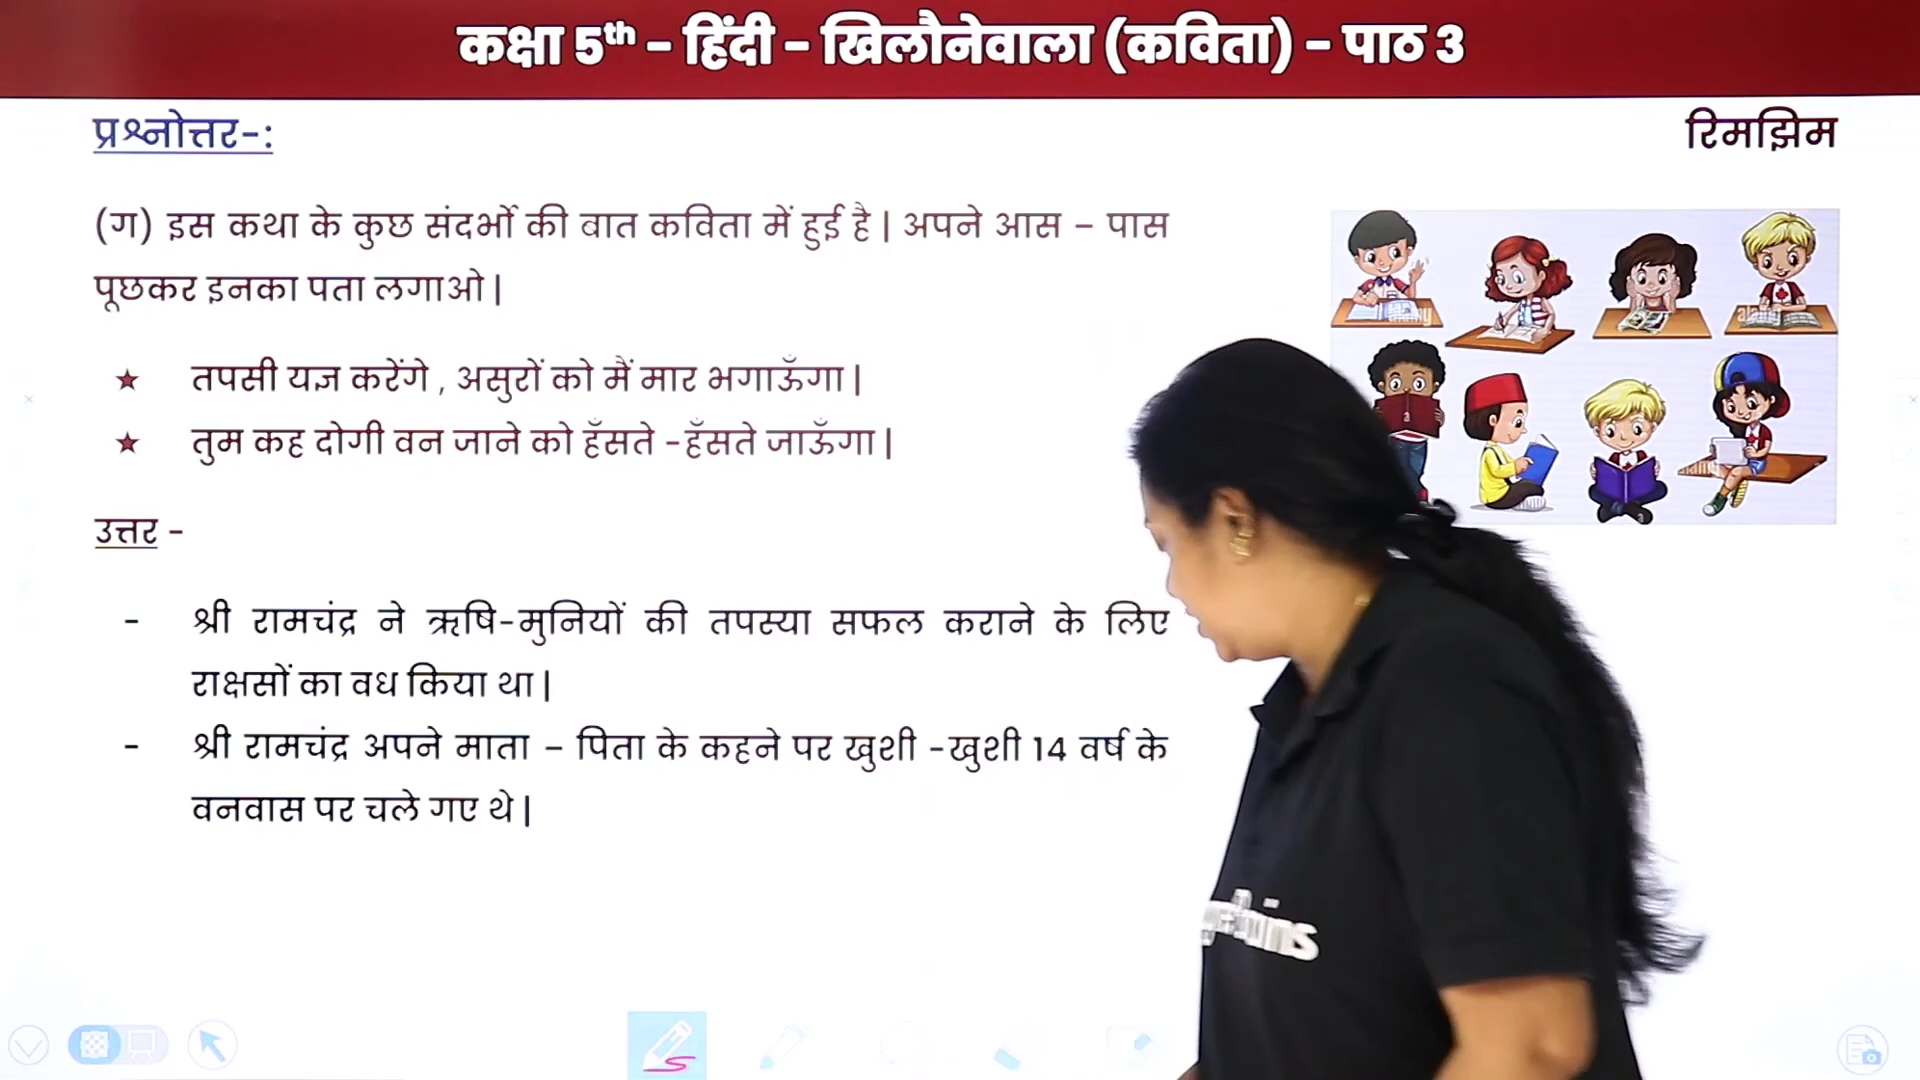 कक्षा 5th – हिंदी – खिलौनेवाला (कविता) – पाठ 3
प्रश्नोत्तर-:
रिमझिम
(ग) इस कथा के कुछ संदर्भों की बात कविता में हुई है | अपने आस – पास
पूछकर इनका पता लगाओ |
★ तपसी यज्ञ करेंगे , असुरों को मैं मार भगाऊँगा |
★ तुम कह दोगी वन जाने को हँसते -हँसते जाऊँगा |
उत्तर -
- श्री रामचंद्र ने ऋषि-मुनियों की तपस्या सफल कराने के लिए
राक्षसों का वध किया था |
- श्री रामचंद्र अपने माता – पिता के कहने पर खुशी -खुशी 14 वर्ष के
वनवास पर चले गए थे |